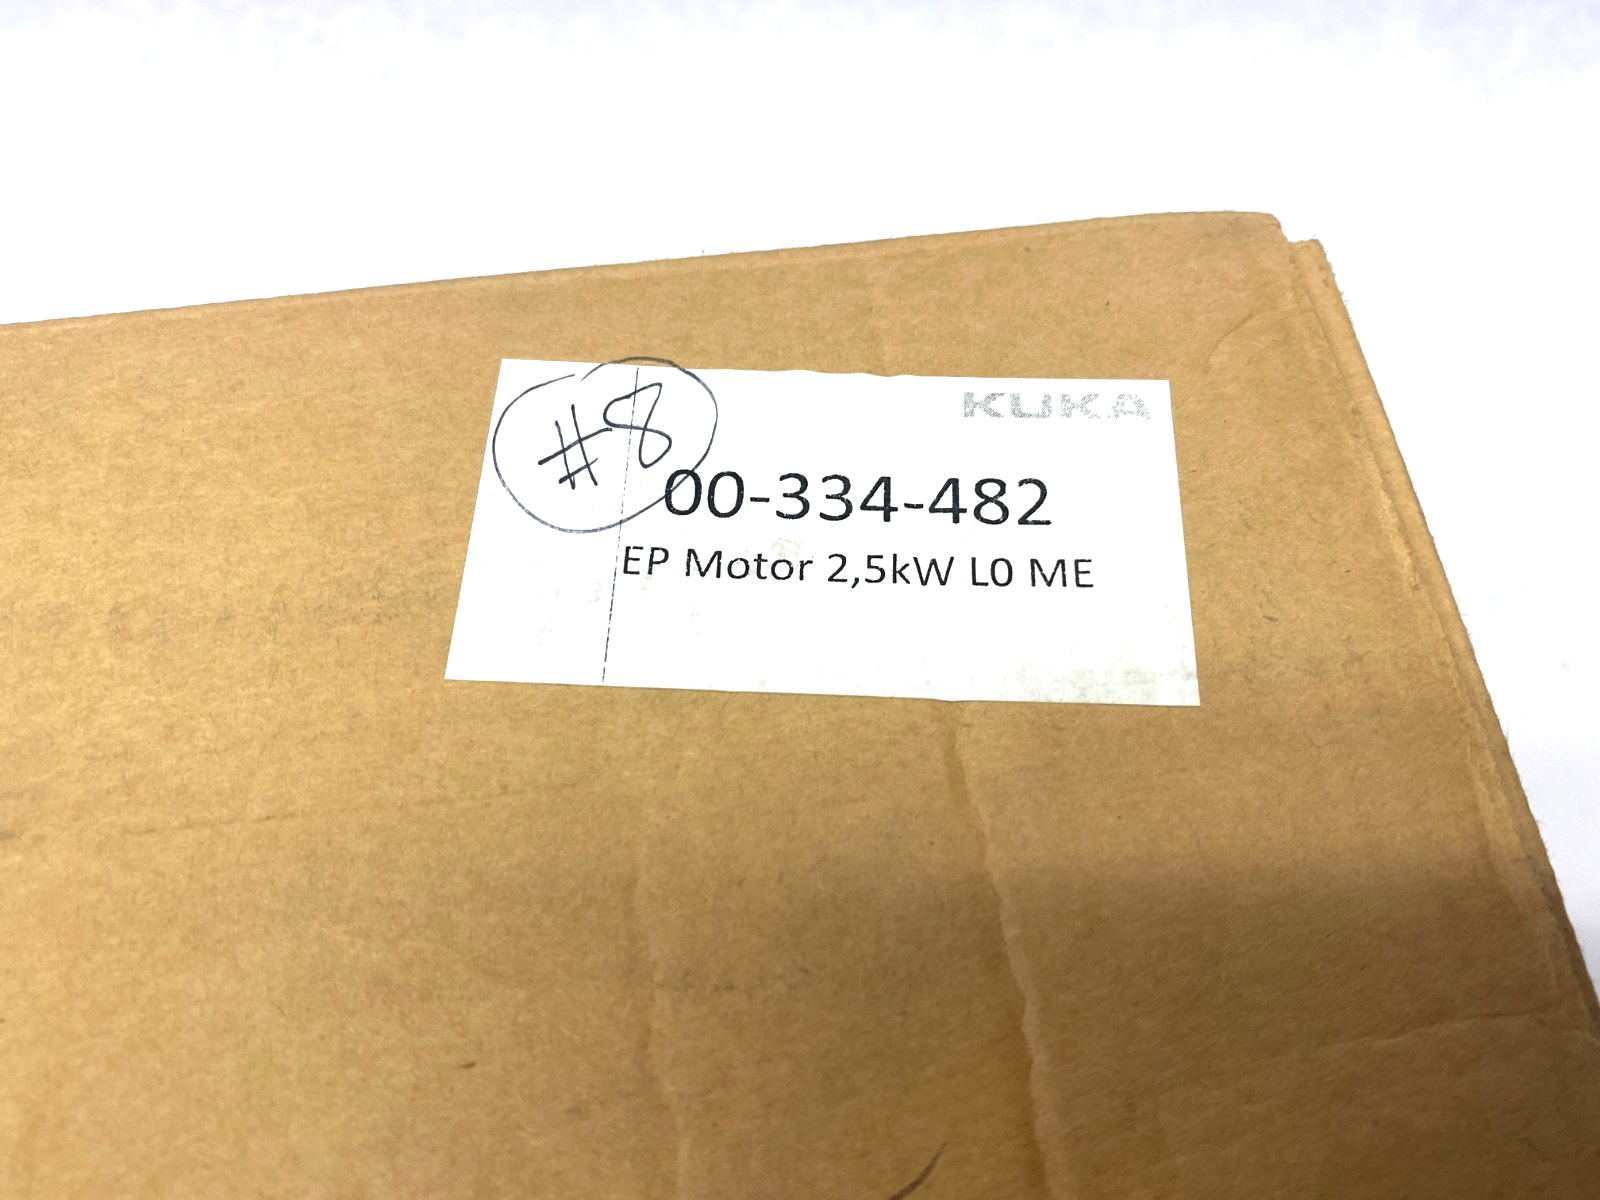 #8
KUKA
00-334-482
EP Motor 2,5kW L0 ME